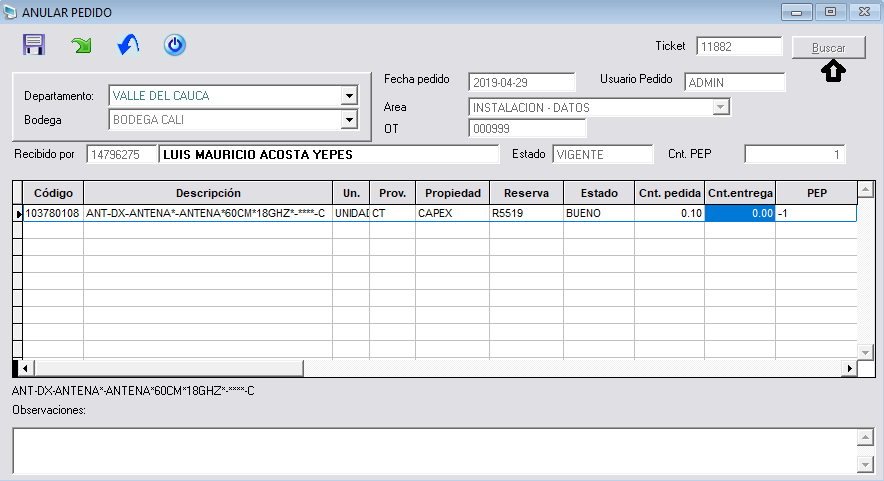 ANULAR PEDIDO
Ticket 11882 Buscar
Fecha pedido 2019-04-29 Usuario Pedido ADMIN
Departamento: VALLE DEL CAUCA
Area INSTALACION - DATOS
Bodega BODEGA CALI
OT 000999
Recibido por 14796275 LUIS MAURICIO ACOSTA YEPES Estado VIGENTE Cnt. PEP 1
Código Descripción Un. Prov. Propiedad Reserva Estado Cnt. pedida Cnt.entrega PEP
103780108 ANT-DX-ANTENA*-ANTENA*60CM*18GHZ*-****-C UNIDAD CT CAPEX R5519 BUENO 0.10 0.00 -1
ANT-DX-ANTENA*-ANTENA*60CM*18GHZ*-****-C
Observaciones: